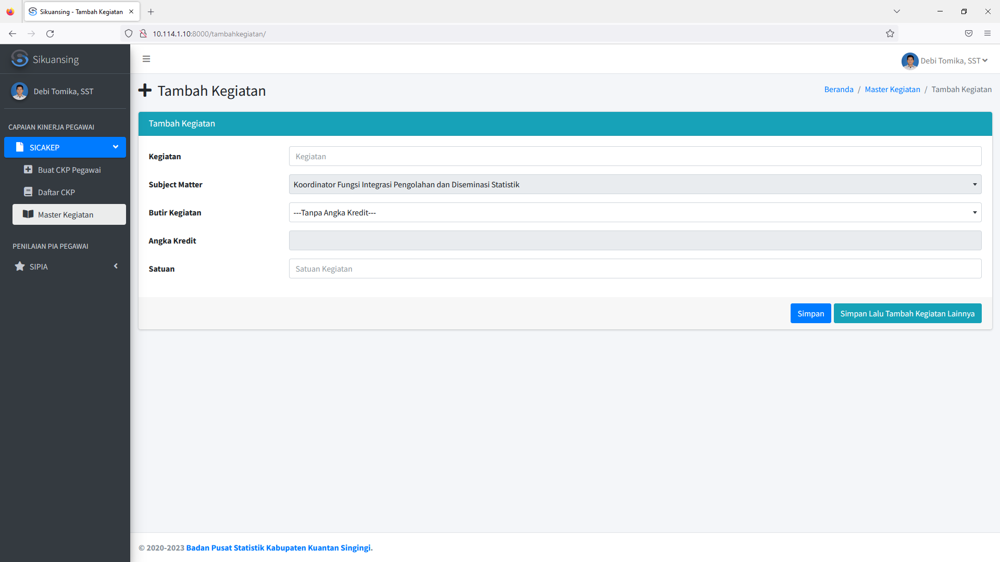 Sikuansing - Tambah Kegiatan
10.114.1.10:8000/tambahkegiatan/
Sikuansing
Debi Tomika, SST
Debi Tomika, SST
CAPAIAN KINERJA PEGAWAI
SICAKEP
Buat CKP Pegawai
Daftar CKP
Master Kegiatan
PENILAIAN PIA PEGAWAI
SIPIA
Tambah Kegiatan
Beranda / Master Kegiatan / Tambah Kegiatan
Tambah Kegiatan
Kegiatan
Kegiatan
Subject Matter
Koordinator Fungsi Integrasi Pengolahan dan Diseminasi Statistik
Butir Kegiatan
---Tanpa Angka Kredit---
Angka Kredit
Satuan
Satuan Kegiatan
Simpan
Simpan Lalu Tambah Kegiatan Lainnya
© 2020-2023 Badan Pusat Statistik Kabupaten Kuantan Singingi.